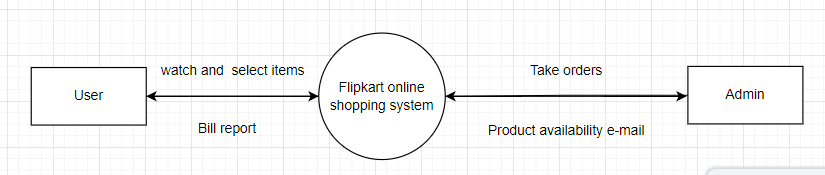 watch and  select items
Take orders
User
Flipkart online
shopping system
Admin
Bill report
Product availability e-mail